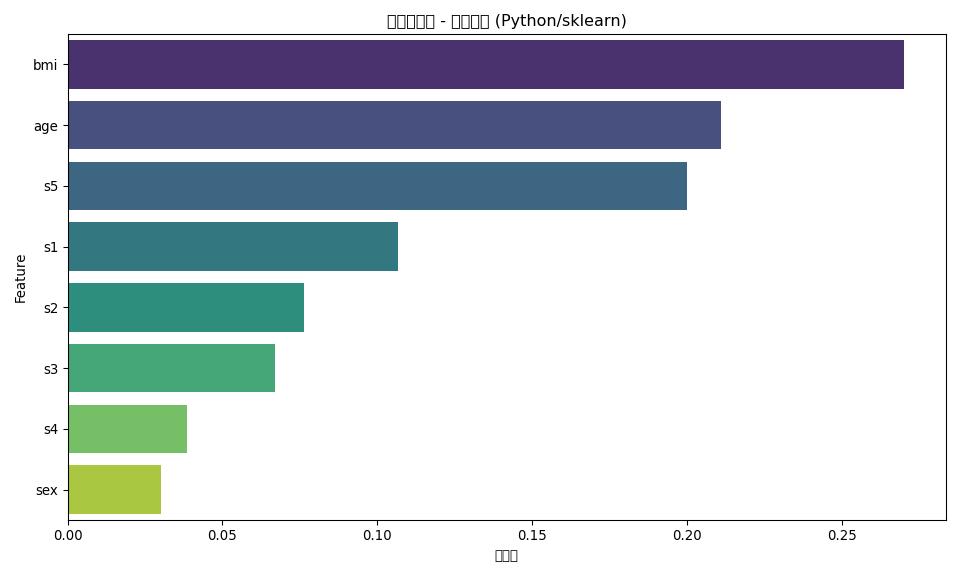 - (Python/sklearn)
bmi
age
s5
s1
s2
s3
s4
sex
Feature
0.00 0.05 0.10 0.15 0.20 0.25